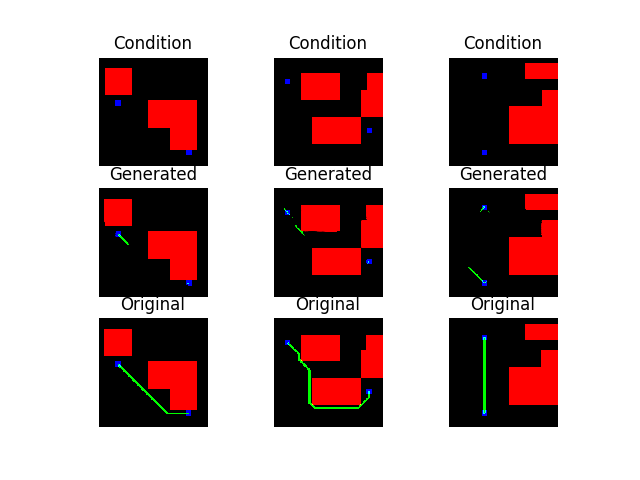 Condition Condition Condition
Generated Generated Generated
Original Original Original